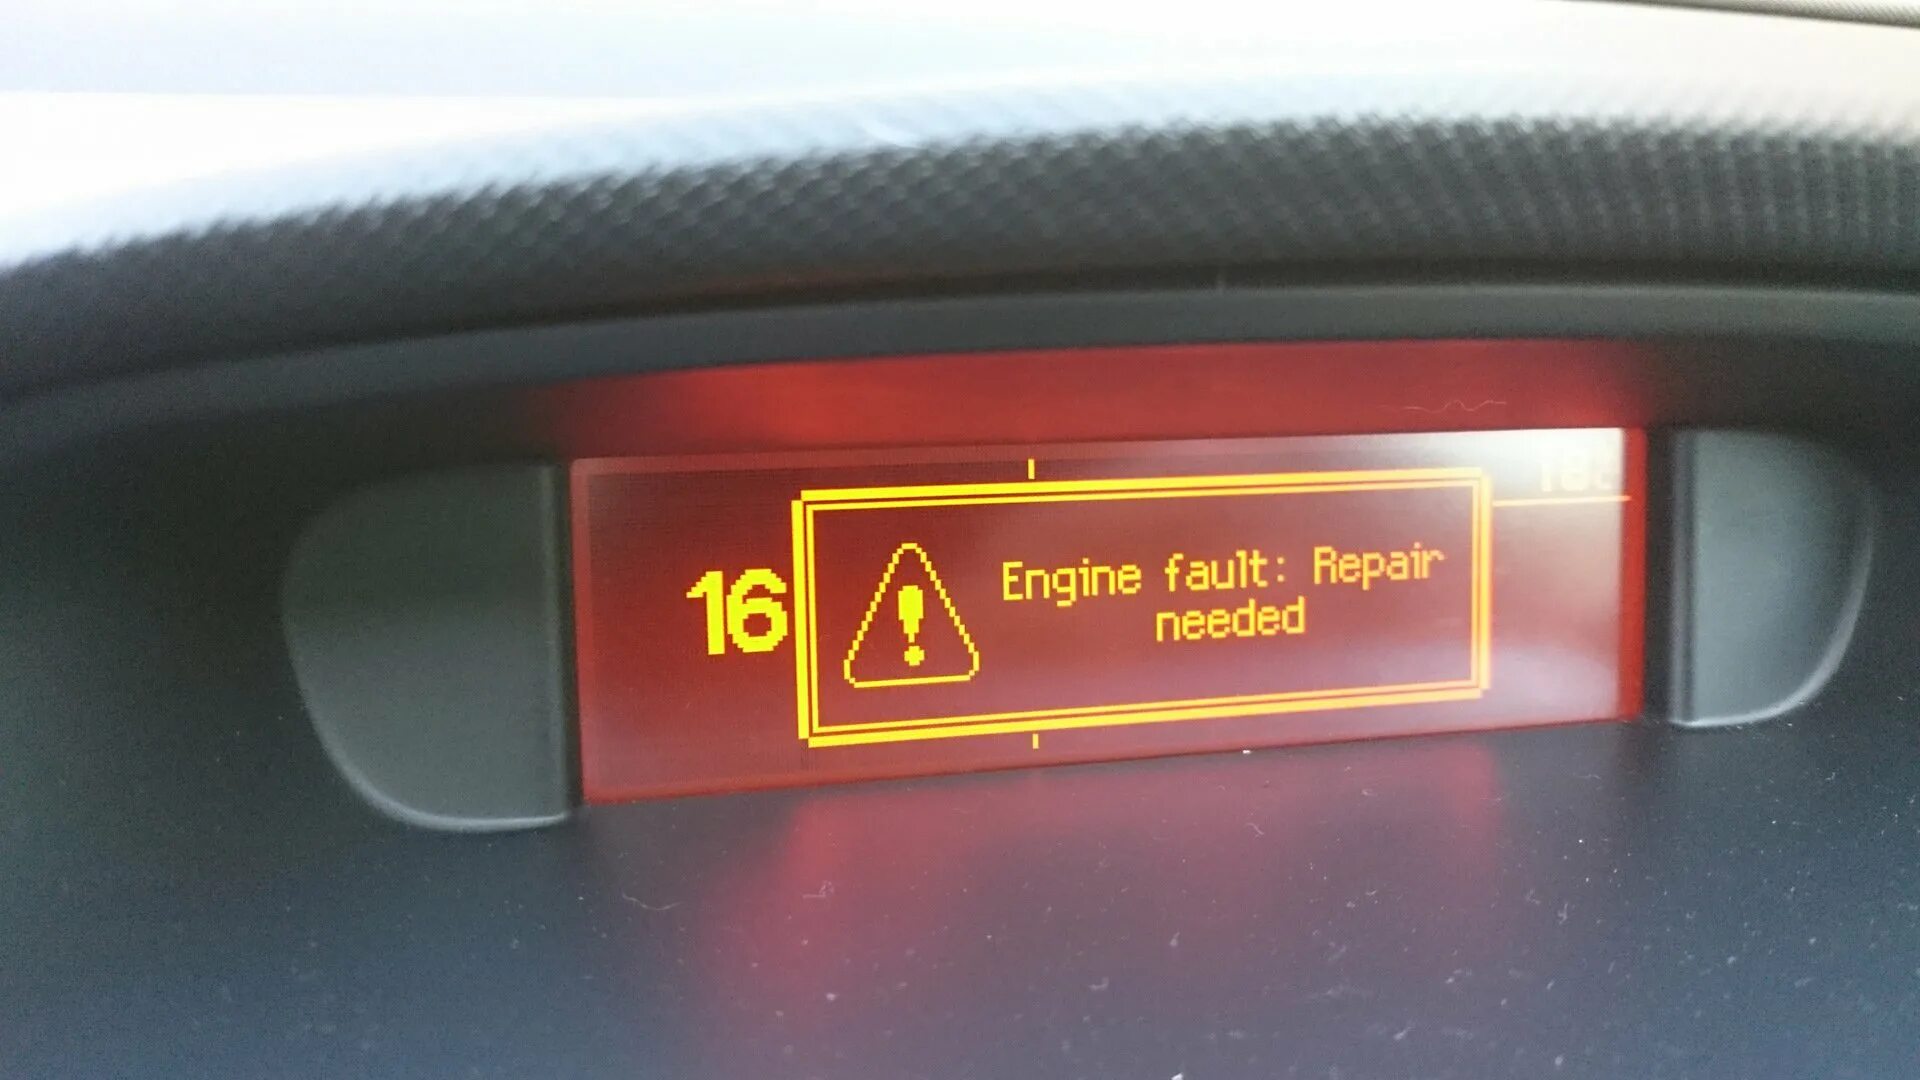 16
Engine fault: Repair
needed